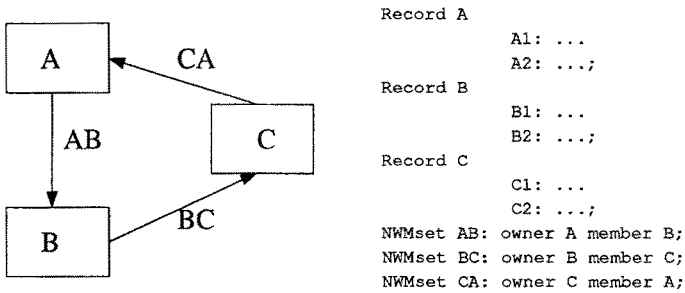 A
CA
C
AB
BC
B
Record A
A1: ...
A2: ...;
Record B
B1: ...
B2: ...;
Record C
C1: ...
C2: ...;
NWMset AB: owner A member B;
NWMset BC: owner B member C;
NWMset CA: owner C member A;